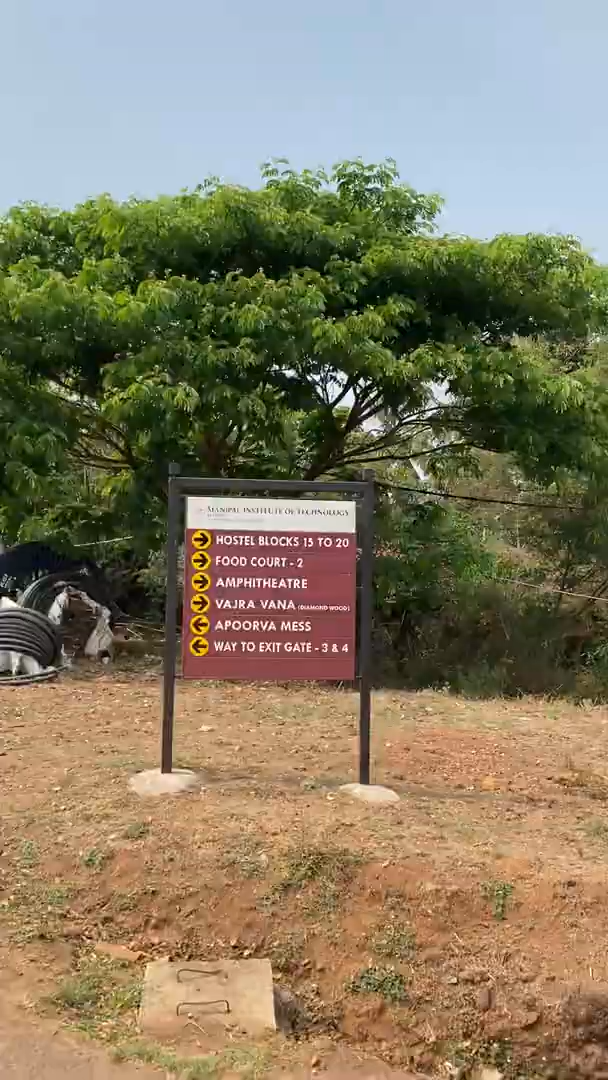 MANIPAL INSTITUTE OF TECHNOLOGY
HOSTEL BLOCKS 15 TO 20
FOOD COURT - 2
AMPHITHEATRE
VAJRA VANA (DIAMOND WOOD)
APOORVA MESS
WAY TO EXIT GATE - 3 & 4